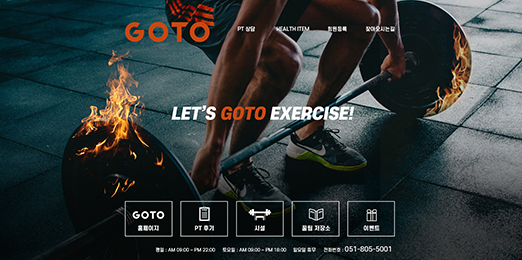 GOTO
PT 상담 HEALTH ITEM 회원등록 찾아오시는길
LET'S GOTO EXERCISE!
GOTO
홈페이지 PT 후기 시설 꿀팁 저장소 이벤트
평일 : AM 09:00 ~ PM 22:00 토요일 : AM 09:00 ~ PM 18:00 일요일 휴무 전화번호 : 051-805-5001